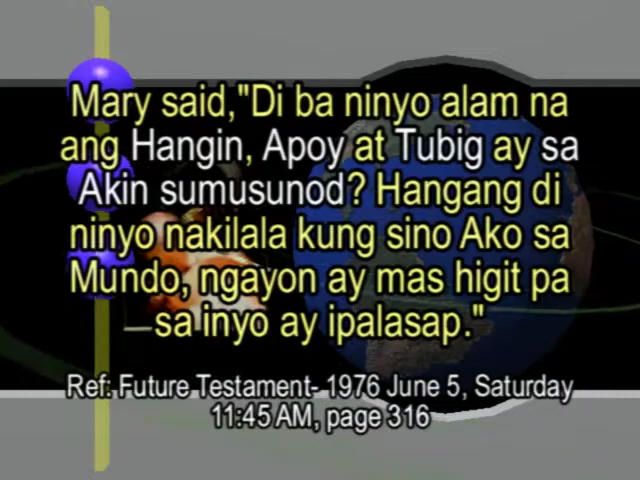 Mary said,"Di ba ninyo alam na
ang Hangin, Apoy at Tubig ay sa
Akin sumusunod? Hangang di
ninyo nakilala kung sino Ako sa
Mundo, ngayon ay mas higit pa
sa inyo ay ipalasap."
Ref: Future Testament- 1976 June 5, Saturday
11:45 AM, page 316